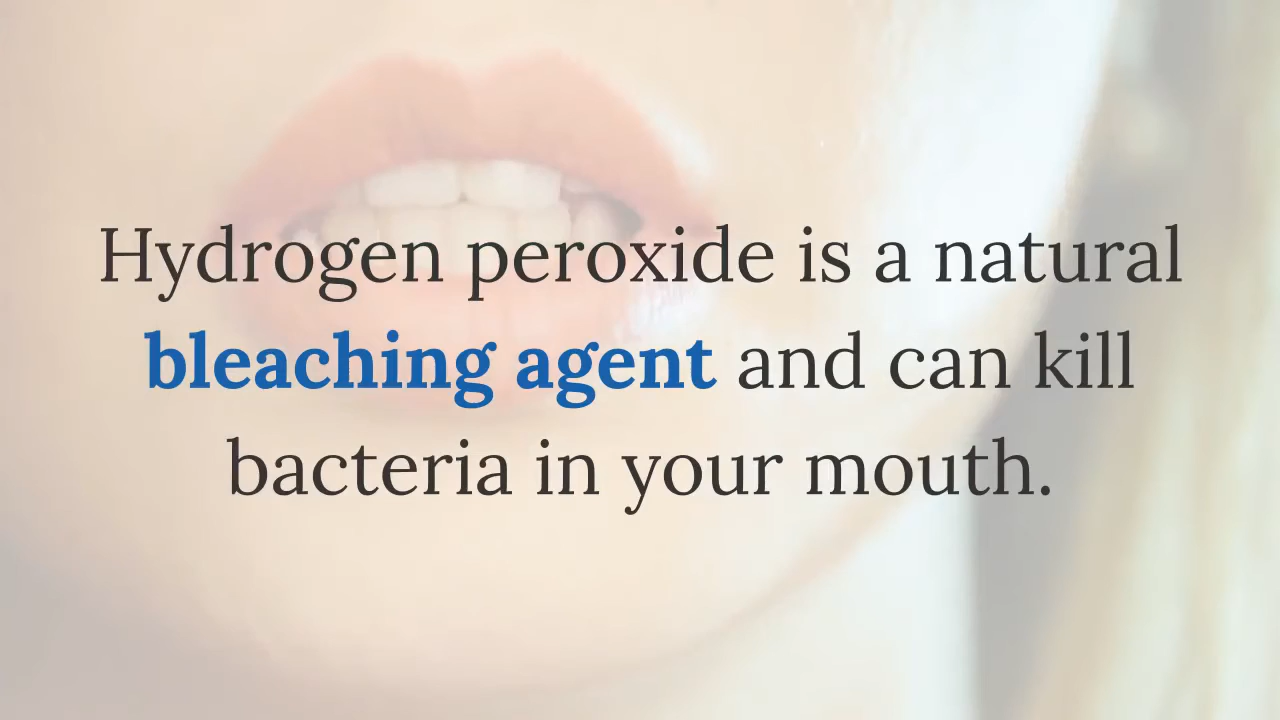 Hydrogen peroxide is a natural
bleaching agent and can kill
bacteria in your mouth.